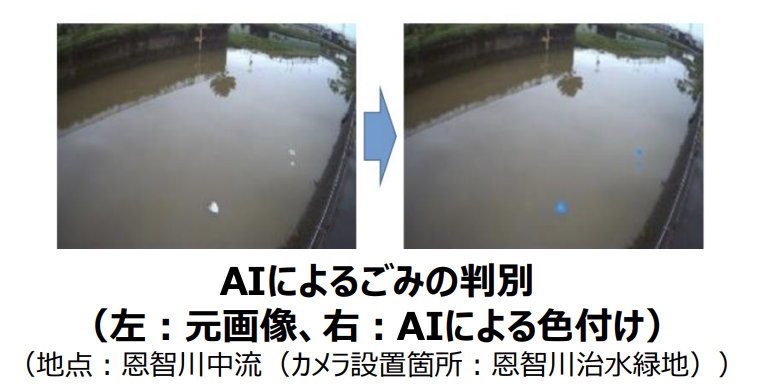 AIによるごみの判別
（左：元画像、右：AIによる色付け）
（地点：恩智川中流（カメラ設置箇所：恩智川治水緑地））